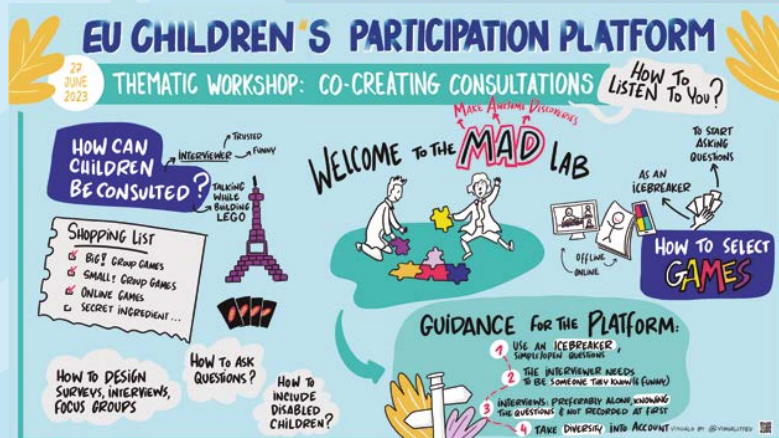 EU CHILDREN'S PARTICIPATION PLATFORM
27
JUNE
2023
THEMATIC WORKSHOP: CO-CREATING CONSULTATIONS
HOW TO
LISTEN TO YOU?
HOW CAN
CHILDREN
BE CONSULTED?
INTERVIEWER
TRUSTED
FUNNY
TALKING
WHILE
BUILDING
LEGO
MAKE AWESOME DISCOVERIES
WELCOME TO THE MAD LAB
TO START
ASKING
QUESTIONS
AS AN
ICEBREAKER
OFFLINE
ONLINE
HOW TO SELECT
GAMES
SHOPPING LIST
BIG! GROUP GAMES
SMALL! GROUP GAMES
ONLINE GAMES
SECRET INGREDIENT...
HOW TO DESIGN
SURVEYS, INTERVIEWS,
FOCUS GROUPS
HOW TO ASK
QUESTIONS?
HOW TO
INCLUDE
DISABLED
CHILDREN?
GUIDANCE FOR THE PLATFORM:
1 USE AN ICEBREAKER,
SIMPLE/OPEN QUESTIONS
2 THE INTERVIEWER NEEDS
TO BE SOMEONE THEY KNOW (& FUNNY)
3 INTERVIEWS: PREFERABLY ALONE, KNOWING
THE QUESTIONS & NOT RECORDED AT FIRST
4 TAKE DIVERSITY INTO ACCOUNT
VISUALS BY @VISUALITYEU